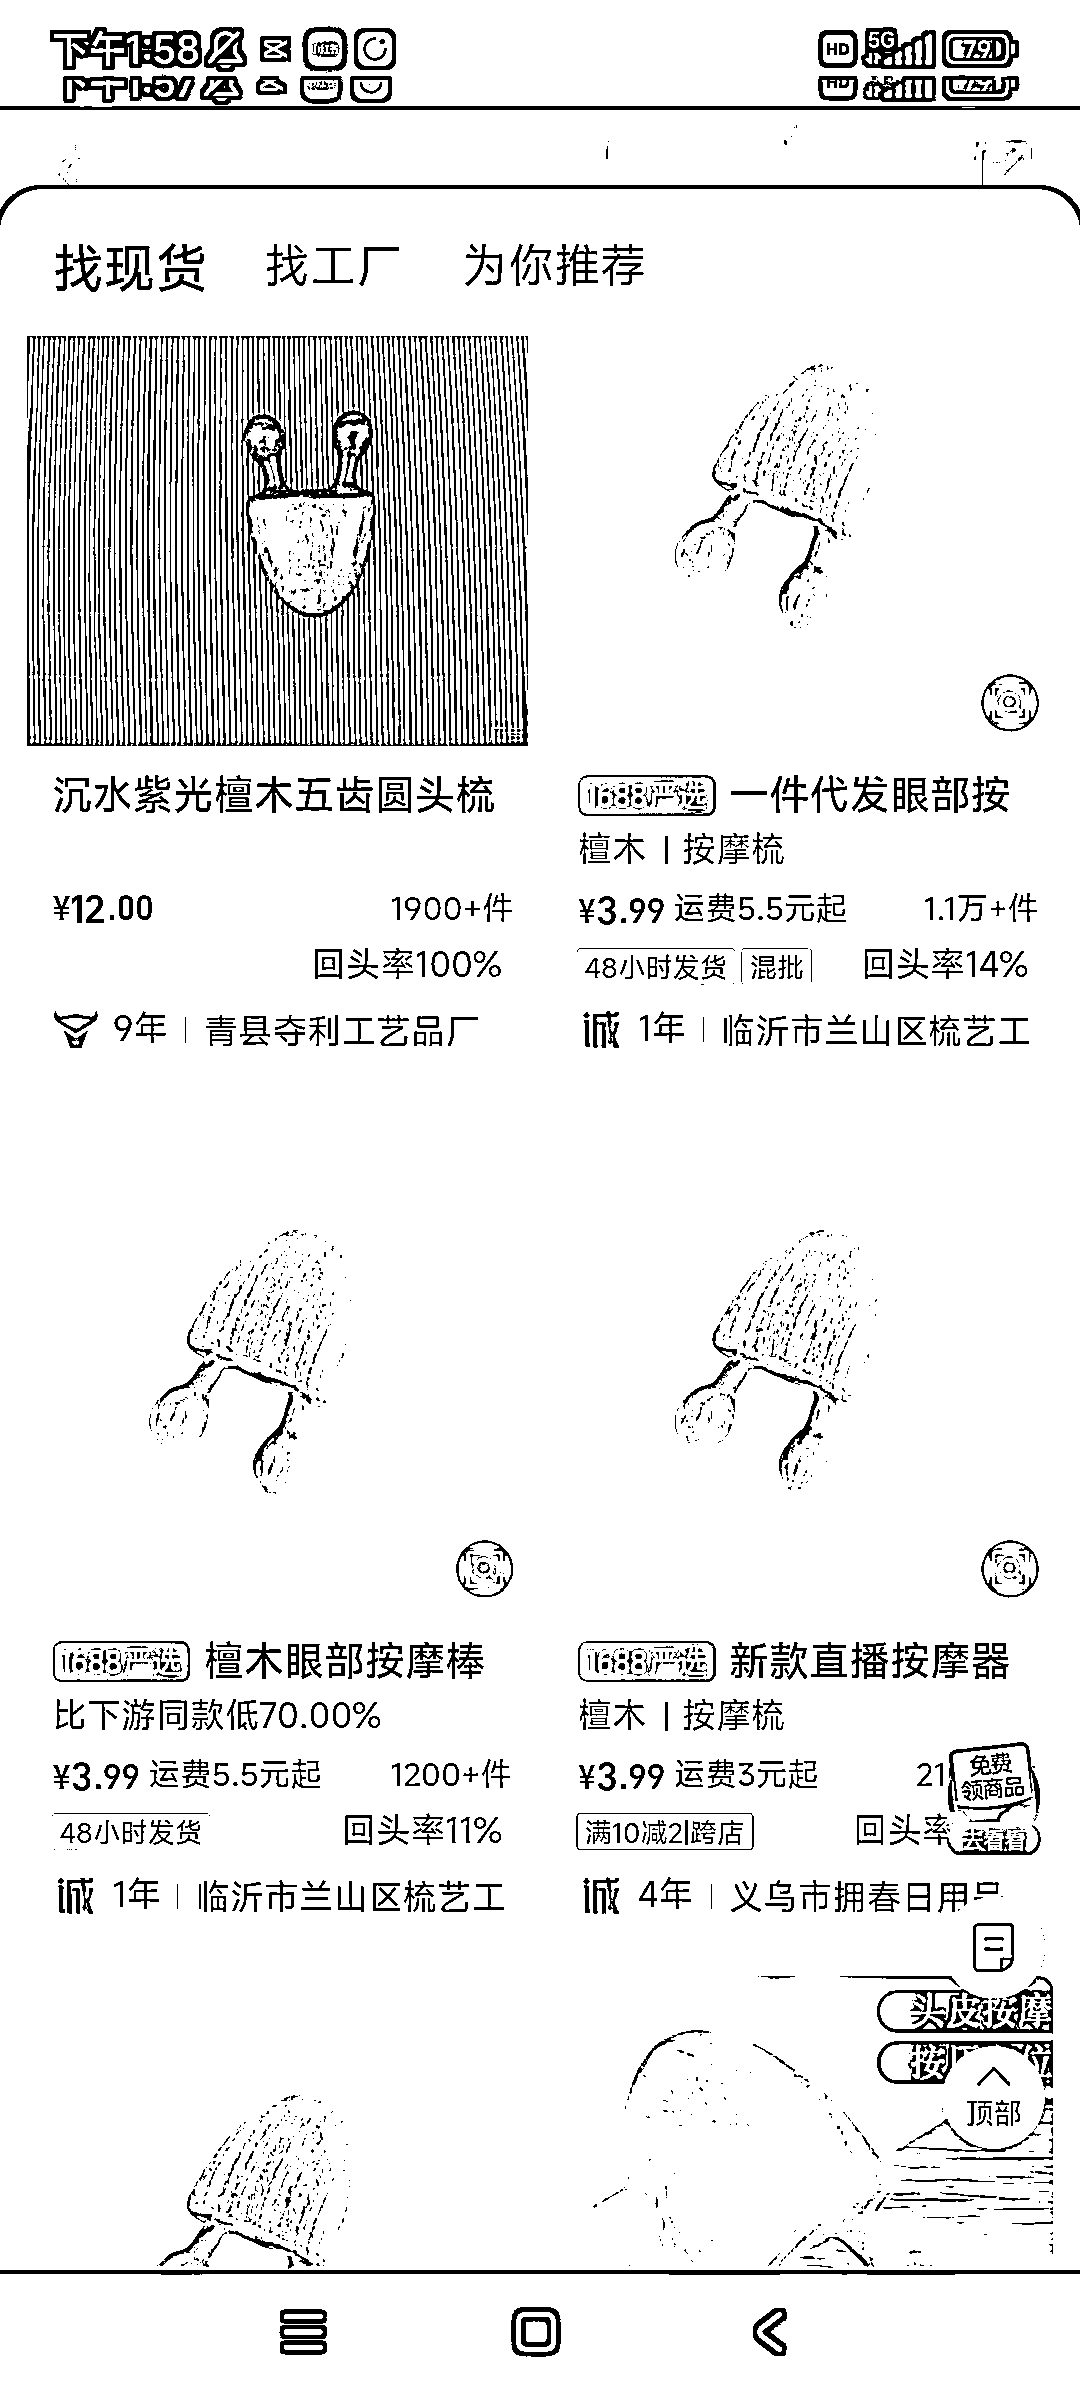 下午1:58
HD 5G 79
找现货 找工厂 为你推荐
沉水紫光檀木五齿圆头梳
¥12.00 1900+件
回头率100%
9年 | 青县夯利工艺品厂
1688严选 一件代发眼部按
檀木 | 按摩梳
¥3.99 运费5.5元起 1.1万+件
48小时发货 混批 回头率14%
诚 1年 | 临沂市兰山区梳艺工
1688严选 檀木眼部按摩棒
比下游同款低70.00%
¥3.99 运费5.5元起 1200+件
48小时发货 回头率11%
诚 1年 | 临沂市兰山区梳艺工
1688严选 新款直播按摩器
檀木 | 按摩梳
¥3.99 运费3元起 21
满10减2|跨店 回头率
诚 4年 | 义乌市拥春日用品
免费
领商品
去看看
头皮按摩
按
顶部